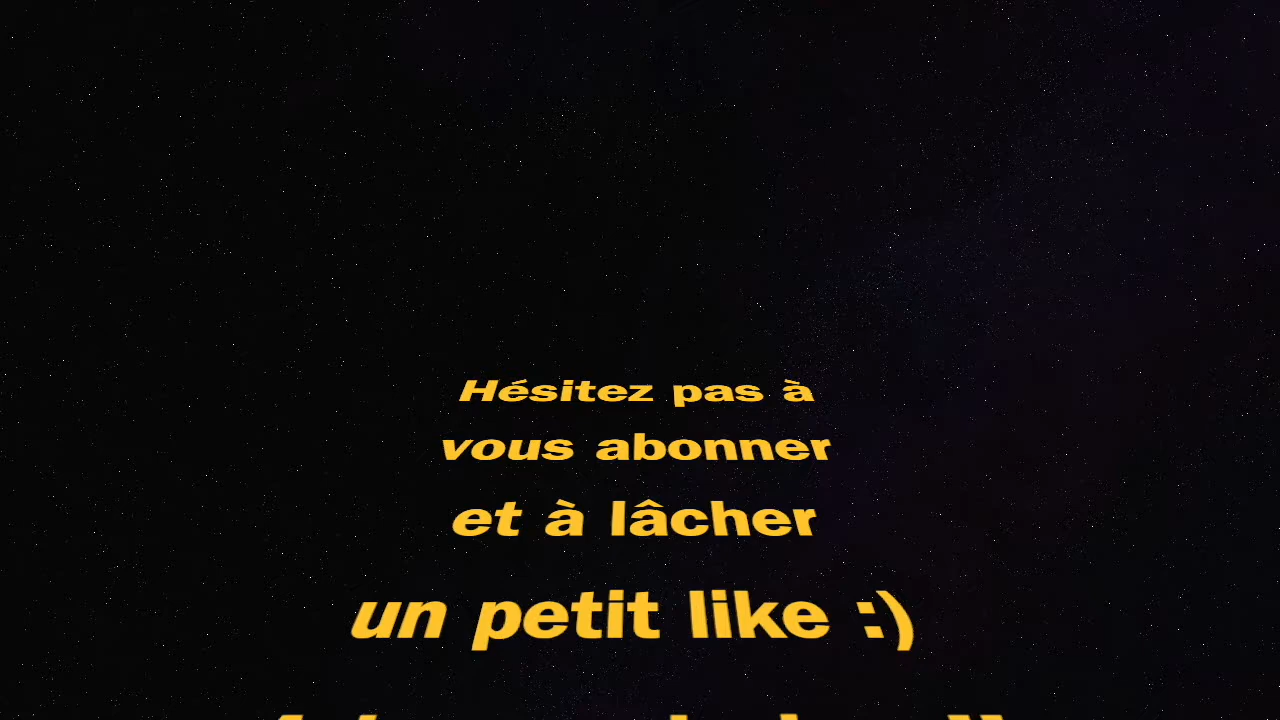 Hésitez pas à
vous abonner
et à lâcher
un petit like :)